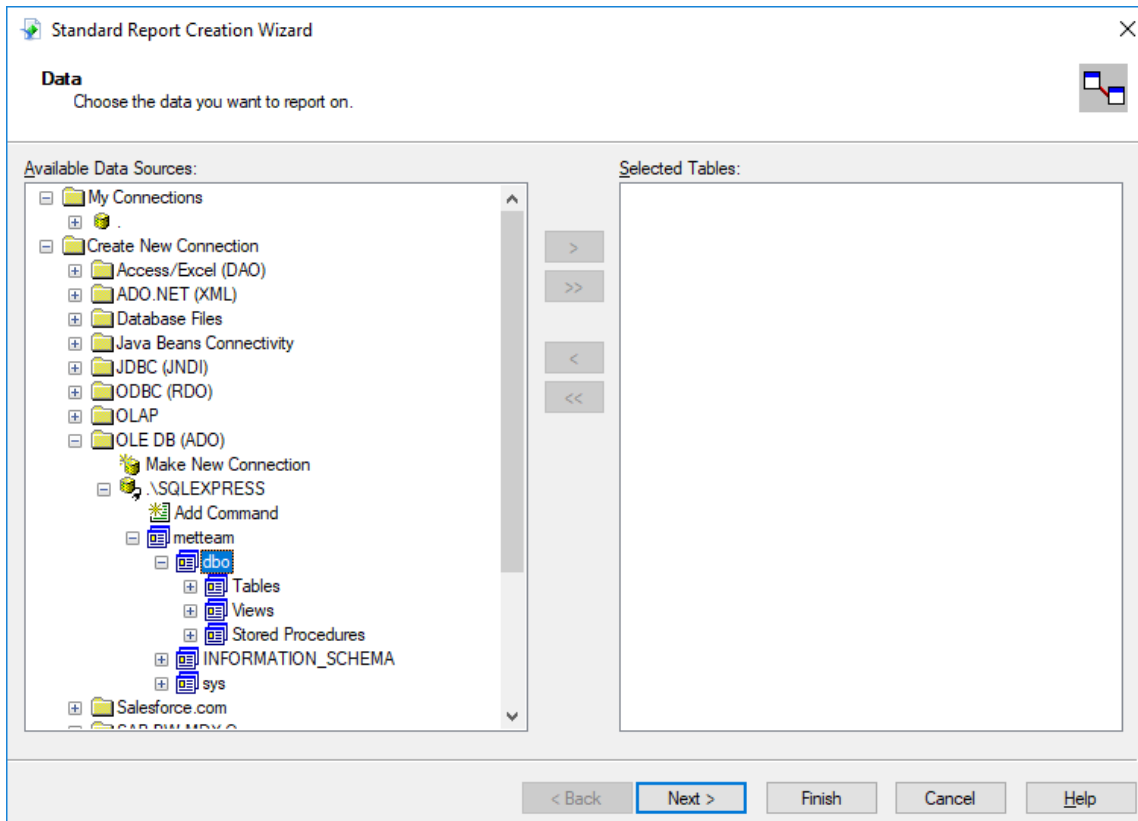 Standard Report Creation Wizard
Data
Choose the data you want to report on.
Available Data Sources:
Selected Tables:
My Connections
.
Create New Connection
Access/Excel (DAO)
ADO.NET (XML)
Database Files
Java Beans Connectivity
JDBC (JNDI)
ODBC (RDO)
OLAP
OLE DB (ADO)
Make New Connection
.\SQLEXPRESS
Add Command
metteam
dbo
Tables
Views
Stored Procedures
INFORMATION_SCHEMA
sys
Salesforce.com
>
>>
<
<<
< Back
Next >
Finish
Cancel
Help